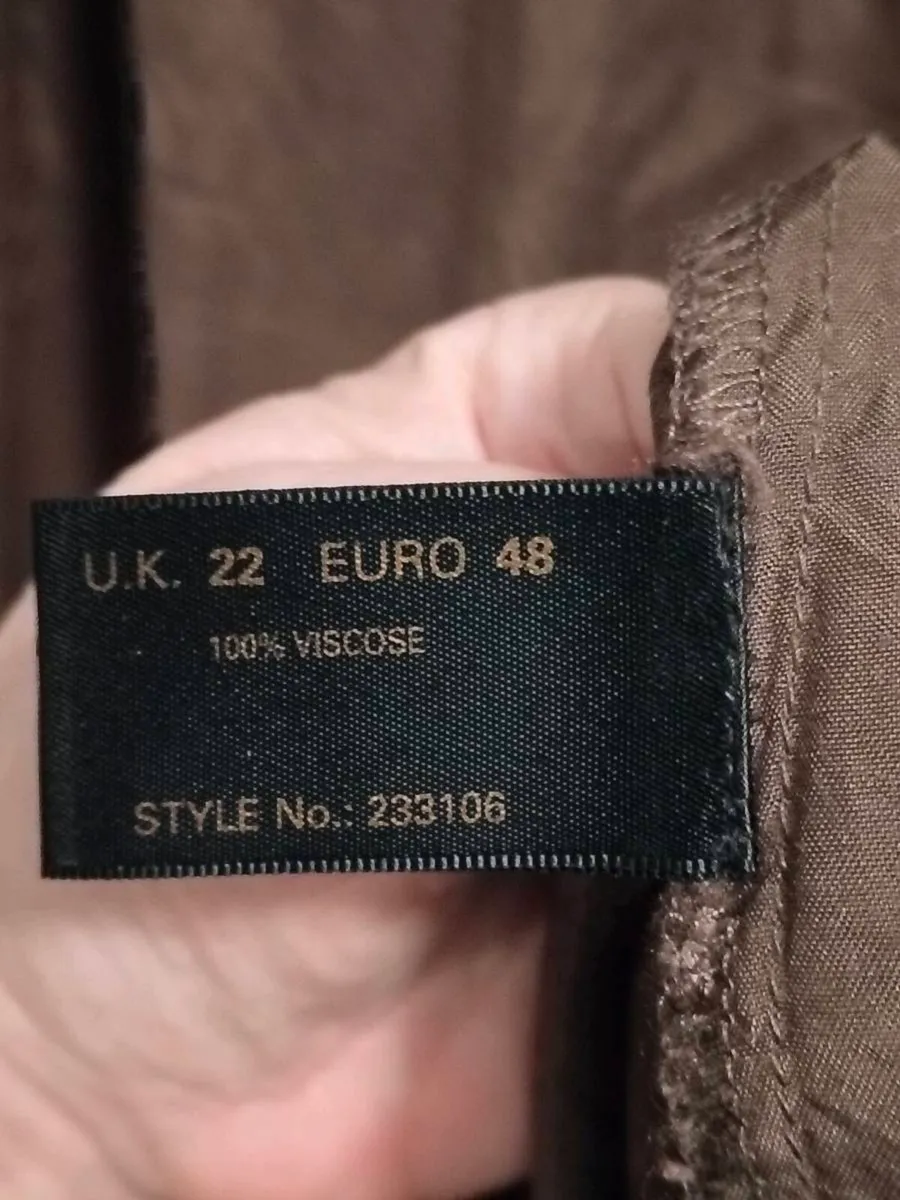 U.K. 22 EURO 48
100% VISCOSE
STYLE No.: 233106